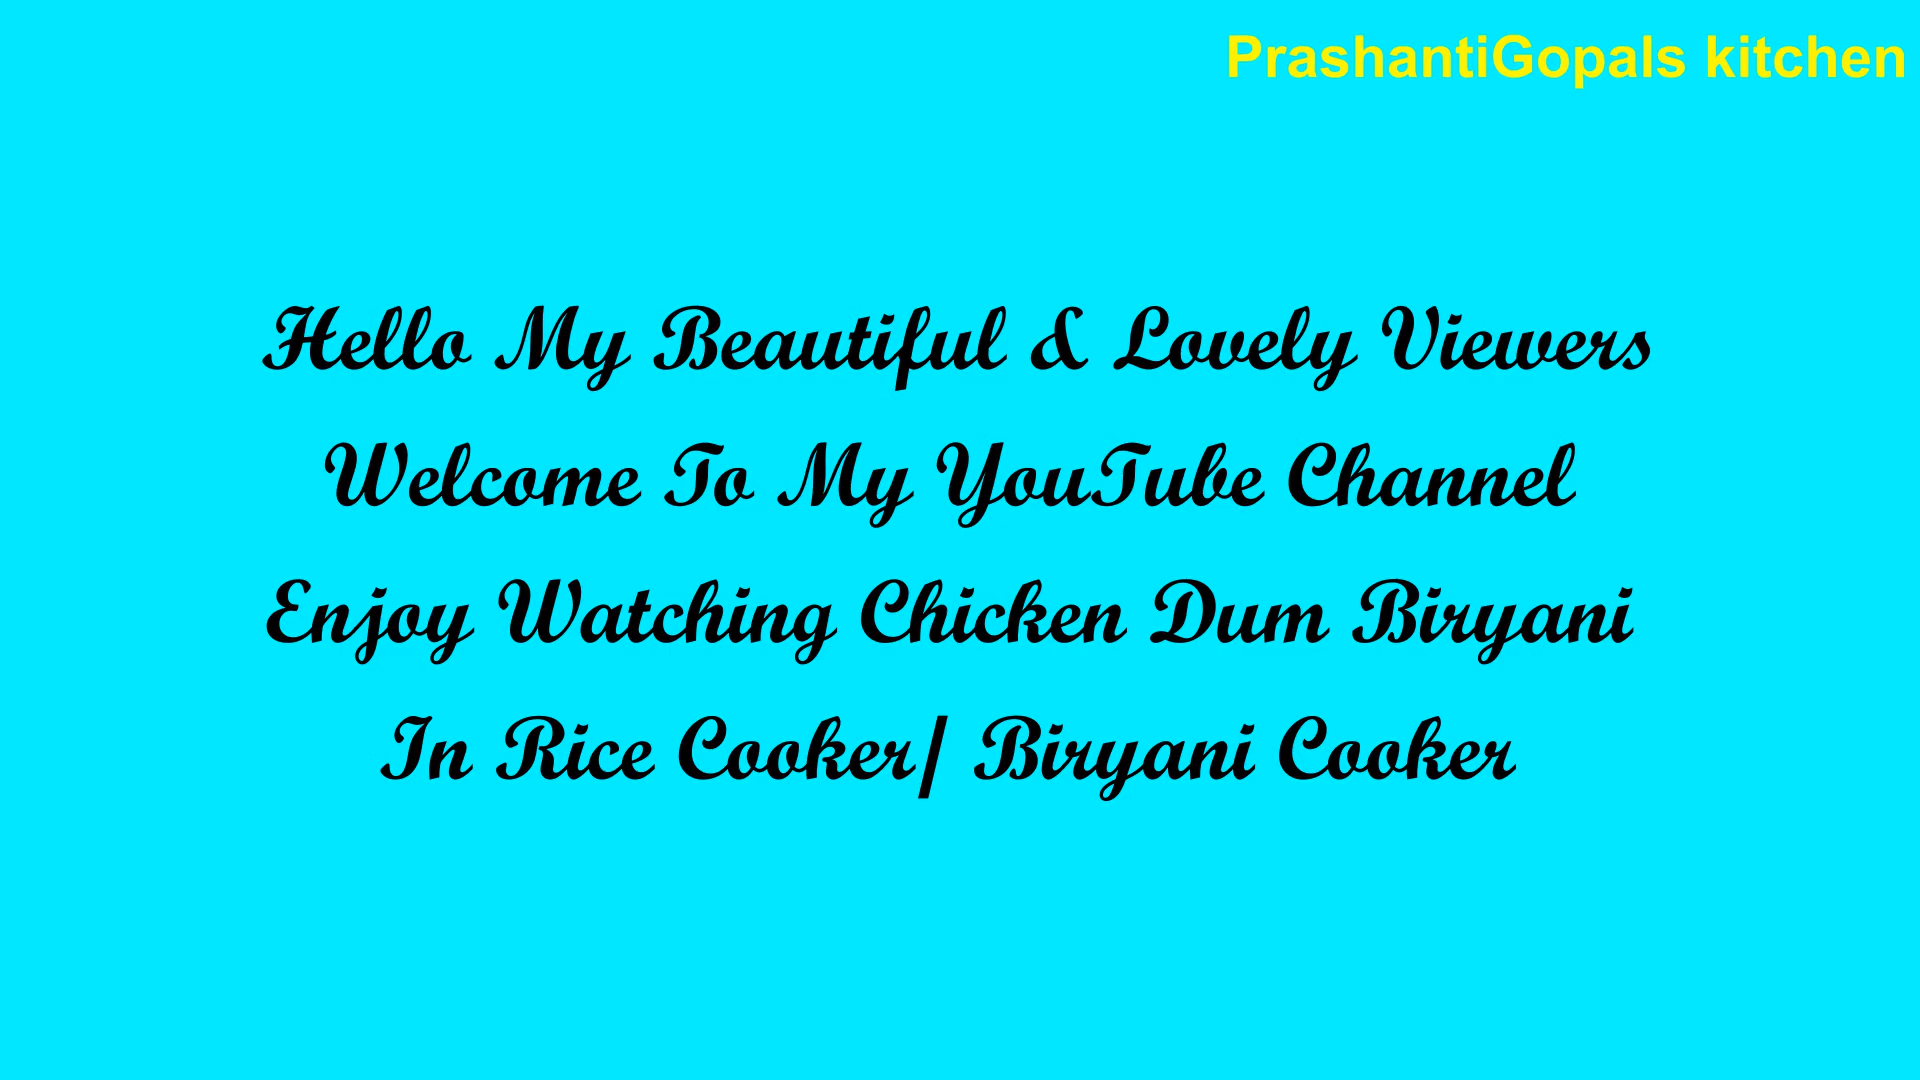 PrashantiGopals kitchen
Hello My Beautiful & Lovely Viewers
Welcome To My YouTube Channel
Enjoy Watching Chicken Dum Biryani
In Rice Cooker/ Biryani Cooker